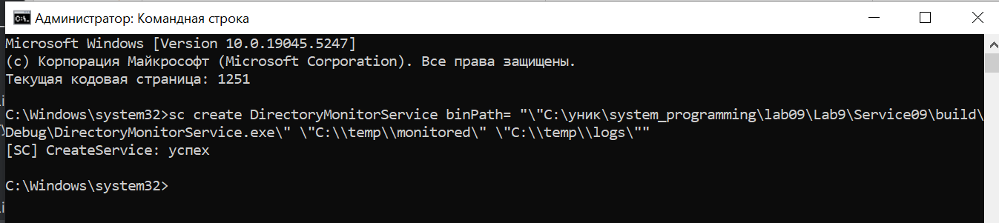 Администратор: Командная строка
Microsoft Windows [Version 10.0.19045.5247]
(c) Корпорация Майкрософт (Microsoft Corporation). Все права защищены.
Текущая кодовая страница: 1251
C:\Windows\system32>sc create DirectoryMonitorService binPath= "\"C:\уник\system_programming\lab09\Lab9\Service09\build\
Debug\DirectoryMonitorService.exe\" \"C:\\temp\\monitored\" \"C:\\temp\\logs\""
[SC] CreateService: успех
C:\Windows\system32>